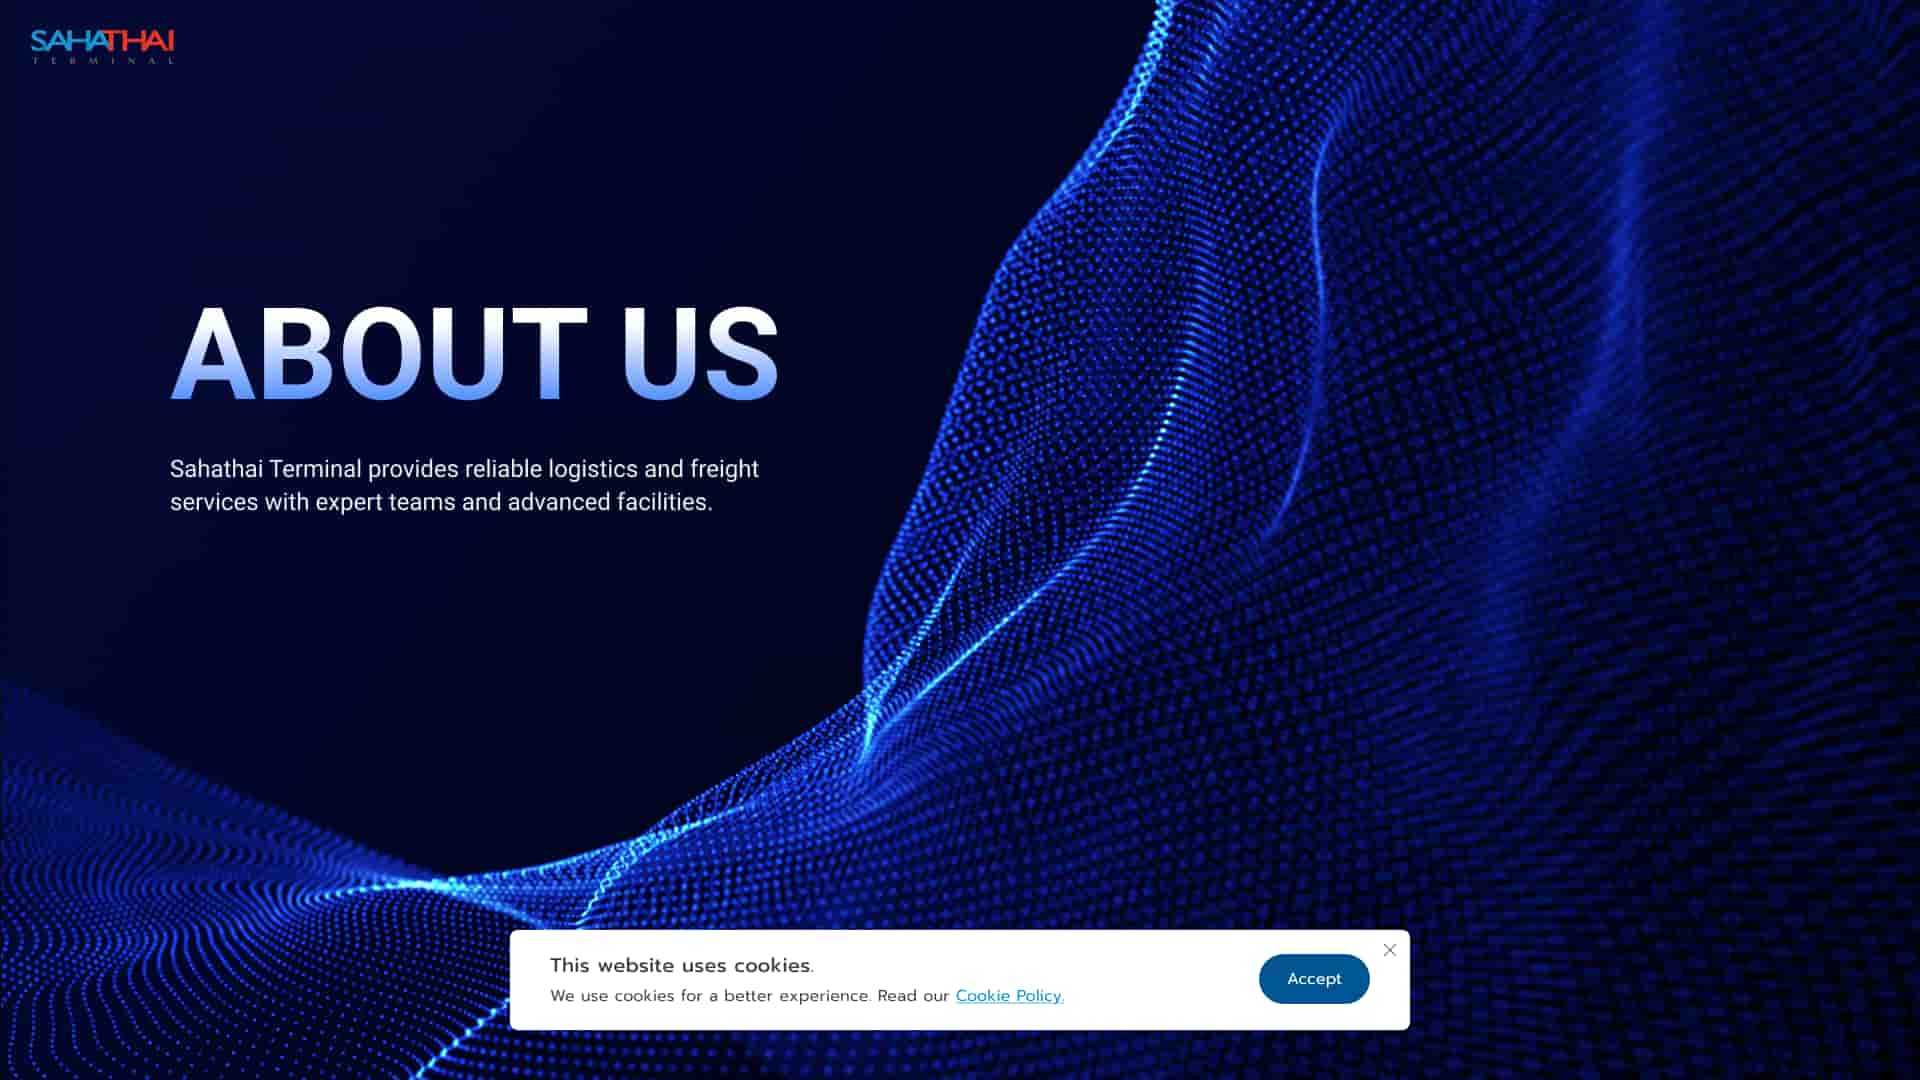 SAHATHAI
TERMINAL
ABOUT US
Sahathai Terminal provides reliable logistics and freight
services with expert teams and advanced facilities.
This website uses cookies.
We use cookies for a better experience. Read our Cookie Policy.
Accept